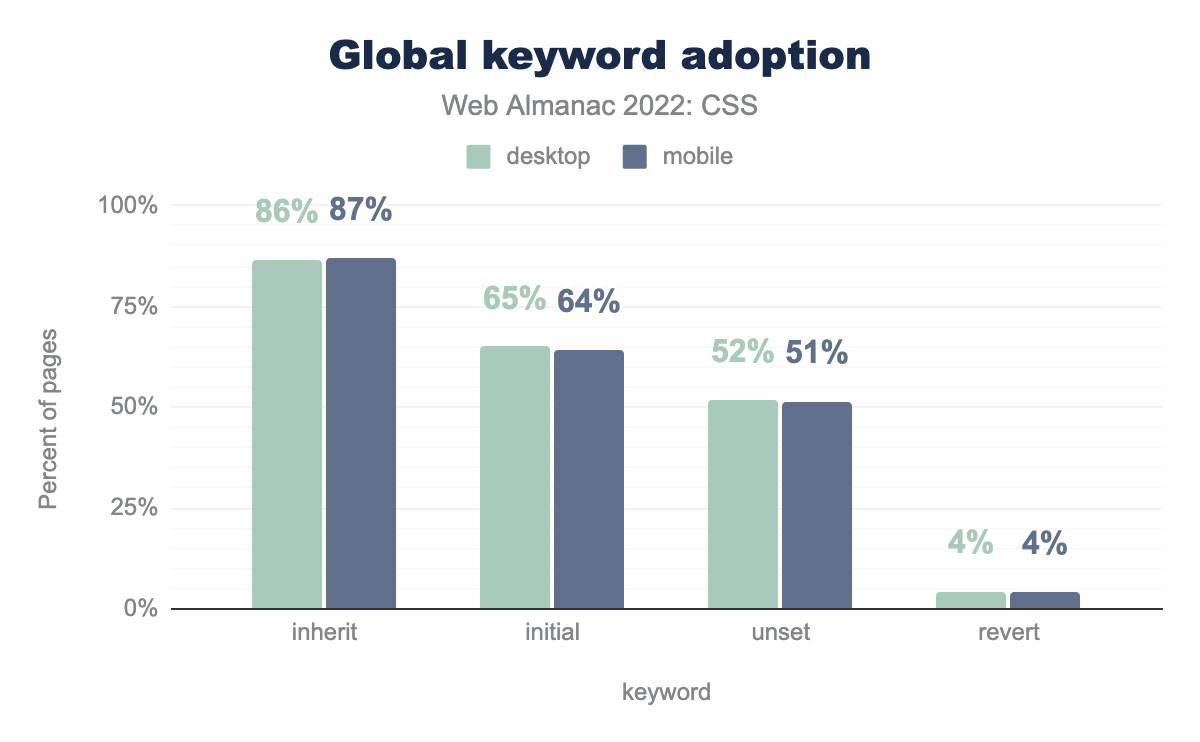 Global keyword adoption
Web Almanac 2022: CSS
desktop mobile
100%
75%
50%
25%
0%
Percent of pages
86% 87%
65% 64%
52% 51%
4% 4%
inherit initial unset revert
keyword